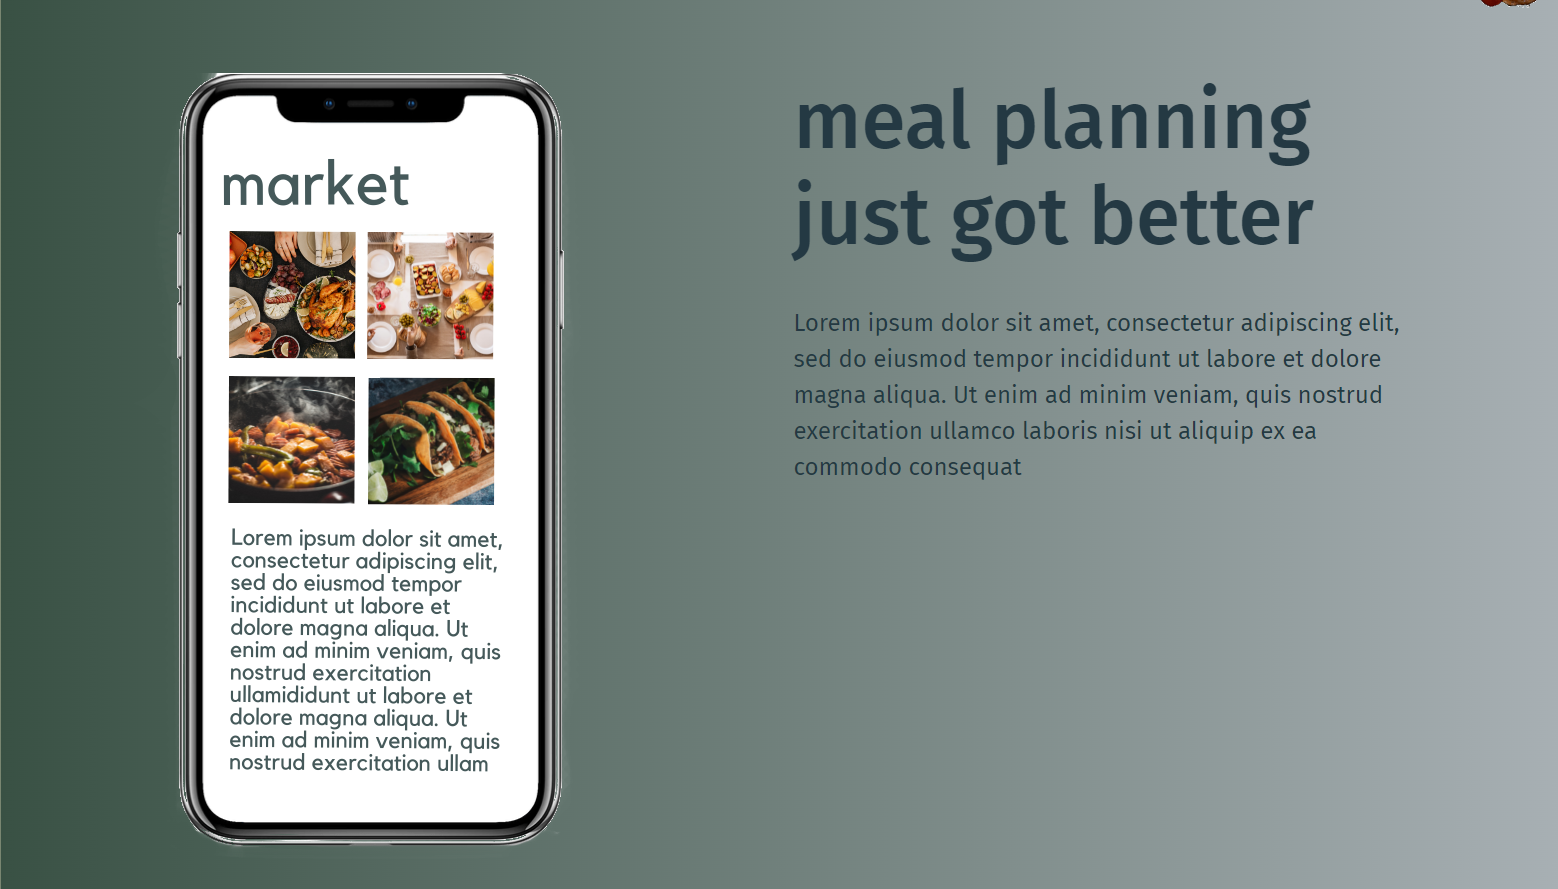 market
Lorem ipsum dolor sit amet,
consectetur adipiscing elit,
sed do eiusmod tempor
incididunt ut labore et
dolore magna aliqua. Ut
enim ad minim veniam, quis
nostrud exercitation
ullamididunt ut labore et
dolore magna aliqua. Ut
enim ad minim veniam, quis
nostrud exercitation ullam
meal planning
just got better
Lorem ipsum dolor sit amet, consectetur adipiscing elit,
sed do eiusmod tempor incididunt ut labore et dolore
magna aliqua. Ut enim ad minim veniam, quis nostrud
exercitation ullamco laboris nisi ut aliquip ex ea
commodo consequat